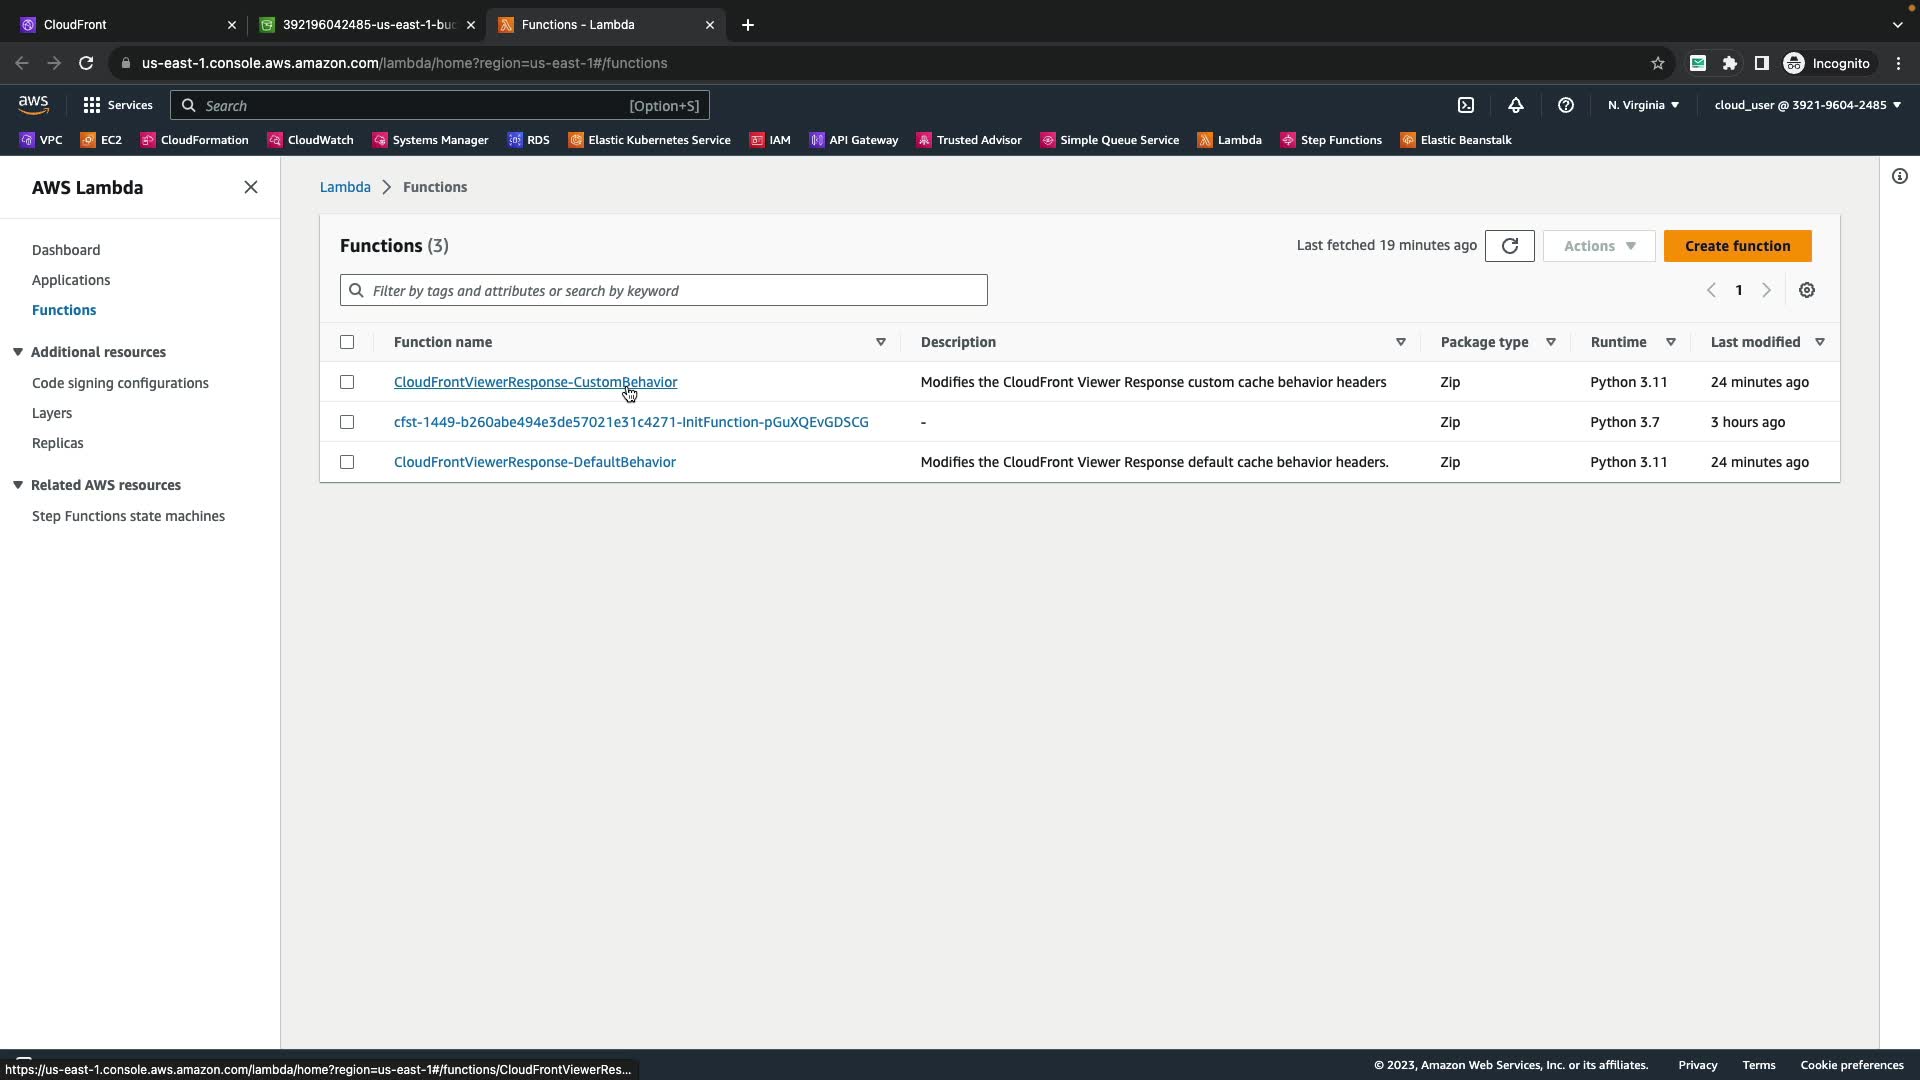 CloudFront
392196042485-us-east-1-buc
Functions - Lambda
us-east-1.console.aws.amazon.com/lambda/home?region=us-east-1#/functions
Incognito
aws
Services
Search
[Option+S]
N. Virginia
cloud_user @ 3921-9604-2485
VPC
EC2
CloudFormation
CloudWatch
Systems Manager
RDS
Elastic Kubernetes Service
IAM
API Gateway
Trusted Advisor
Simple Queue Service
Lambda
Step Functions
Elastic Beanstalk
AWS Lambda
Dashboard
Applications
Functions
Additional resources
Code signing configurations
Layers
Replicas
Related AWS resources
Step Functions state machines
Lambda > Functions
Functions (3)
Last fetched 19 minutes ago
Actions
Create function
Filter by tags and attributes or search by keyword
1
Function name Description Package type Runtime Last modified
CloudFrontViewerResponse-CustomBehavior Modifies the CloudFront Viewer Response custom cache behavior headers Zip Python 3.11 24 minutes ago
cfst-1449-b260abe494e3de57021e31c4271-InitFunction-pGuXQEvGDSCG - Zip Python 3.7 3 hours ago
CloudFrontViewerResponse-DefaultBehavior Modifies the CloudFront Viewer Response default cache behavior headers. Zip Python 3.11 24 minutes ago
https://us-east-1.console.aws.amazon.com/lambda/home?region=us-east-1#/functions/CloudFrontViewerRes...
© 2023, Amazon Web Services, Inc. or its affiliates.
Privacy
Terms
Cookie preferences